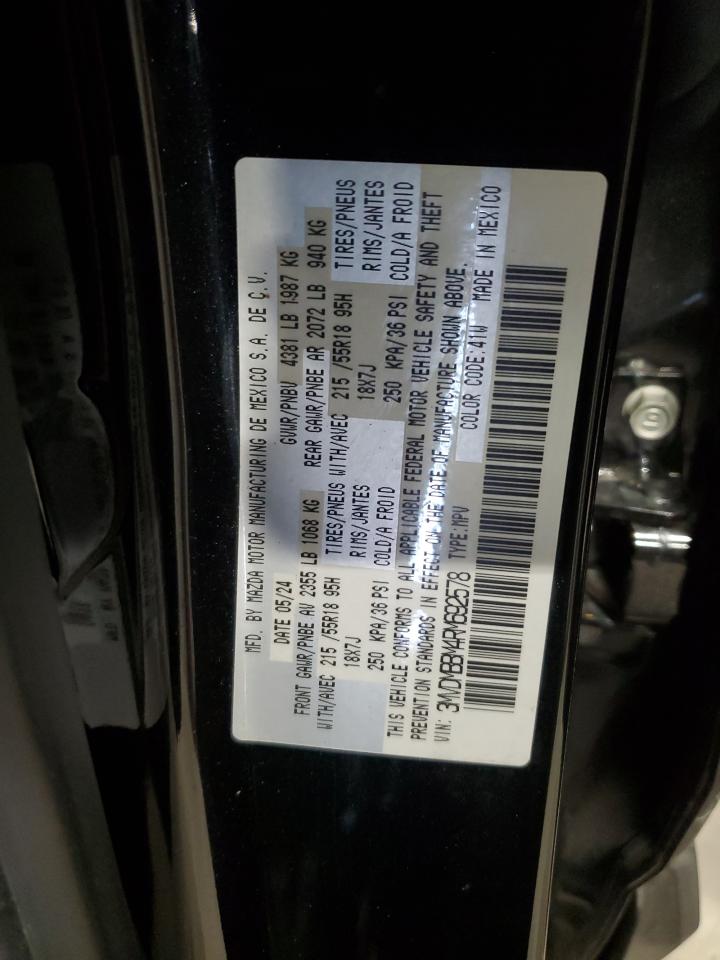 MFD. BY MAZDA MOTOR MANUFACTURING DE MEXICO S.A. DE C.V.
DATE 05/24 GVWR/PNBV 4381 LB 1987 KG
FRONT GAWR/PNBE AV 2355 LB 1068 KG REAR GAWR/PNBE AR 2072 LB 940 KG
WITH/AVEC 215 /55R18 95H TIRES/PNEUS WITH/AVEC 215 /55R18 95H TIRES/PNEUS
18X7J RIMS/JANTES 18X7J RIMS/JANTES
250 KPA/36 PSI COLD/A FROID 250 KPA/36 PSI COLD/A FROID
THIS VEHICLE CONFORMS TO ALL APPLICABLE FEDERAL MOTOR VEHICLE SAFETY AND THEFT
PREVENTION STANDARDS IN EFFECT ON THE DATE OF MANUFACTURE SHOWN ABOVE.
VIN: 3MVDMBBM4RM692578 TYPE:MPV COLOR CODE:41W MADE IN MEXICO